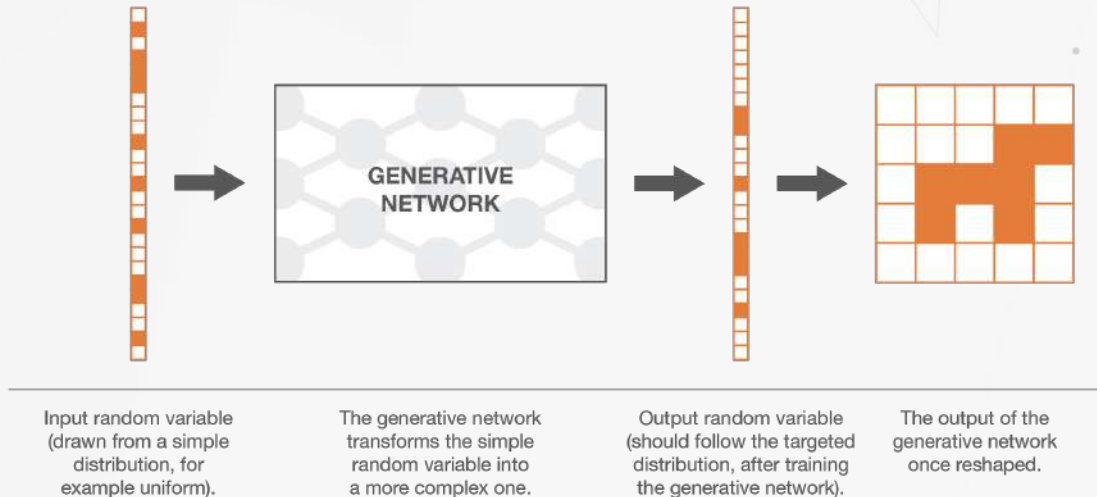 GENERATIVE
NETWORK
Input random variable
(drawn from a simple
distribution, for
example uniform).
The generative network
transforms the simple
random variable into
a more complex one.
Output random variable
(should follow the targeted
distribution, after training
the generative network).
The output of the
generative network
once reshaped.